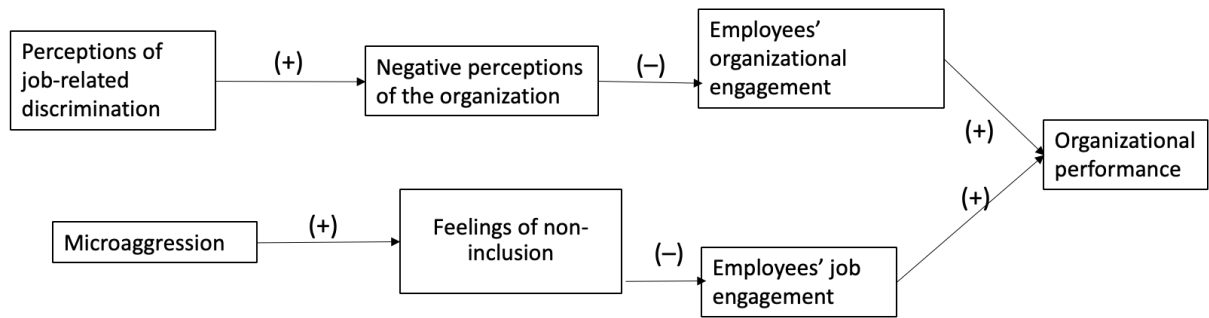 Perceptions of
job-related
discrimination
(+)
Negative perceptions
of the organization
(–)
Employees’
organizational
engagement
(+)
Organizational
performance
Microaggression
(+)
Feelings of non-
inclusion
(–)
Employees’ job
engagement
(+)